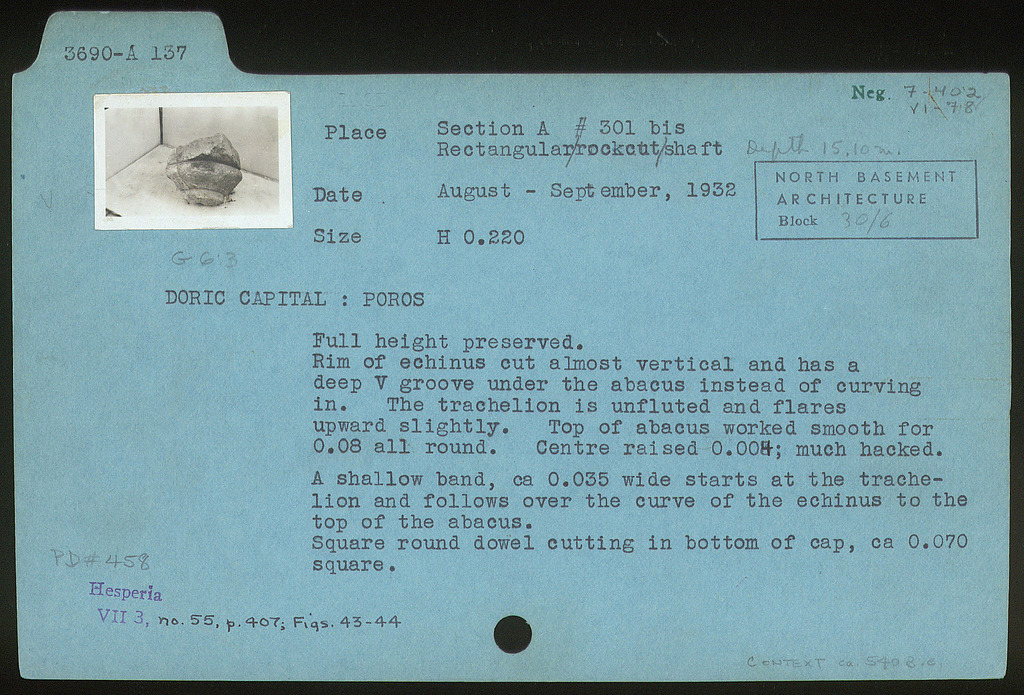 3690-A 137
Neg. 7-402
VI-78
Place Section A # 301 bis
Rectangular/rockcut/shaft Depth 15.10 m.
Date August - September, 1932
NORTH BASEMENT
ARCHITECTURE
Block 30/6
Size H 0.220
G 6:3
DORIC CAPITAL : POROS
Full height preserved.
Rim of echinus cut almost vertical and has a
deep V groove under the abacus instead of curving
in. The trachelion is unfluted and flares
upward slightly. Top of abacus worked smooth for
0.08 all round. Centre raised 0.004; much hacked.
A shallow band, ca 0.035 wide starts at the trache-
lion and follows over the curve of the echinus to the
top of the abacus.
Square round dowel cutting in bottom of cap, ca 0.070
square.
PD# 458
Hesperia
VII 3, no. 55, p. 407; Figs. 43-44
CONTEXT ca. 540 B.C.